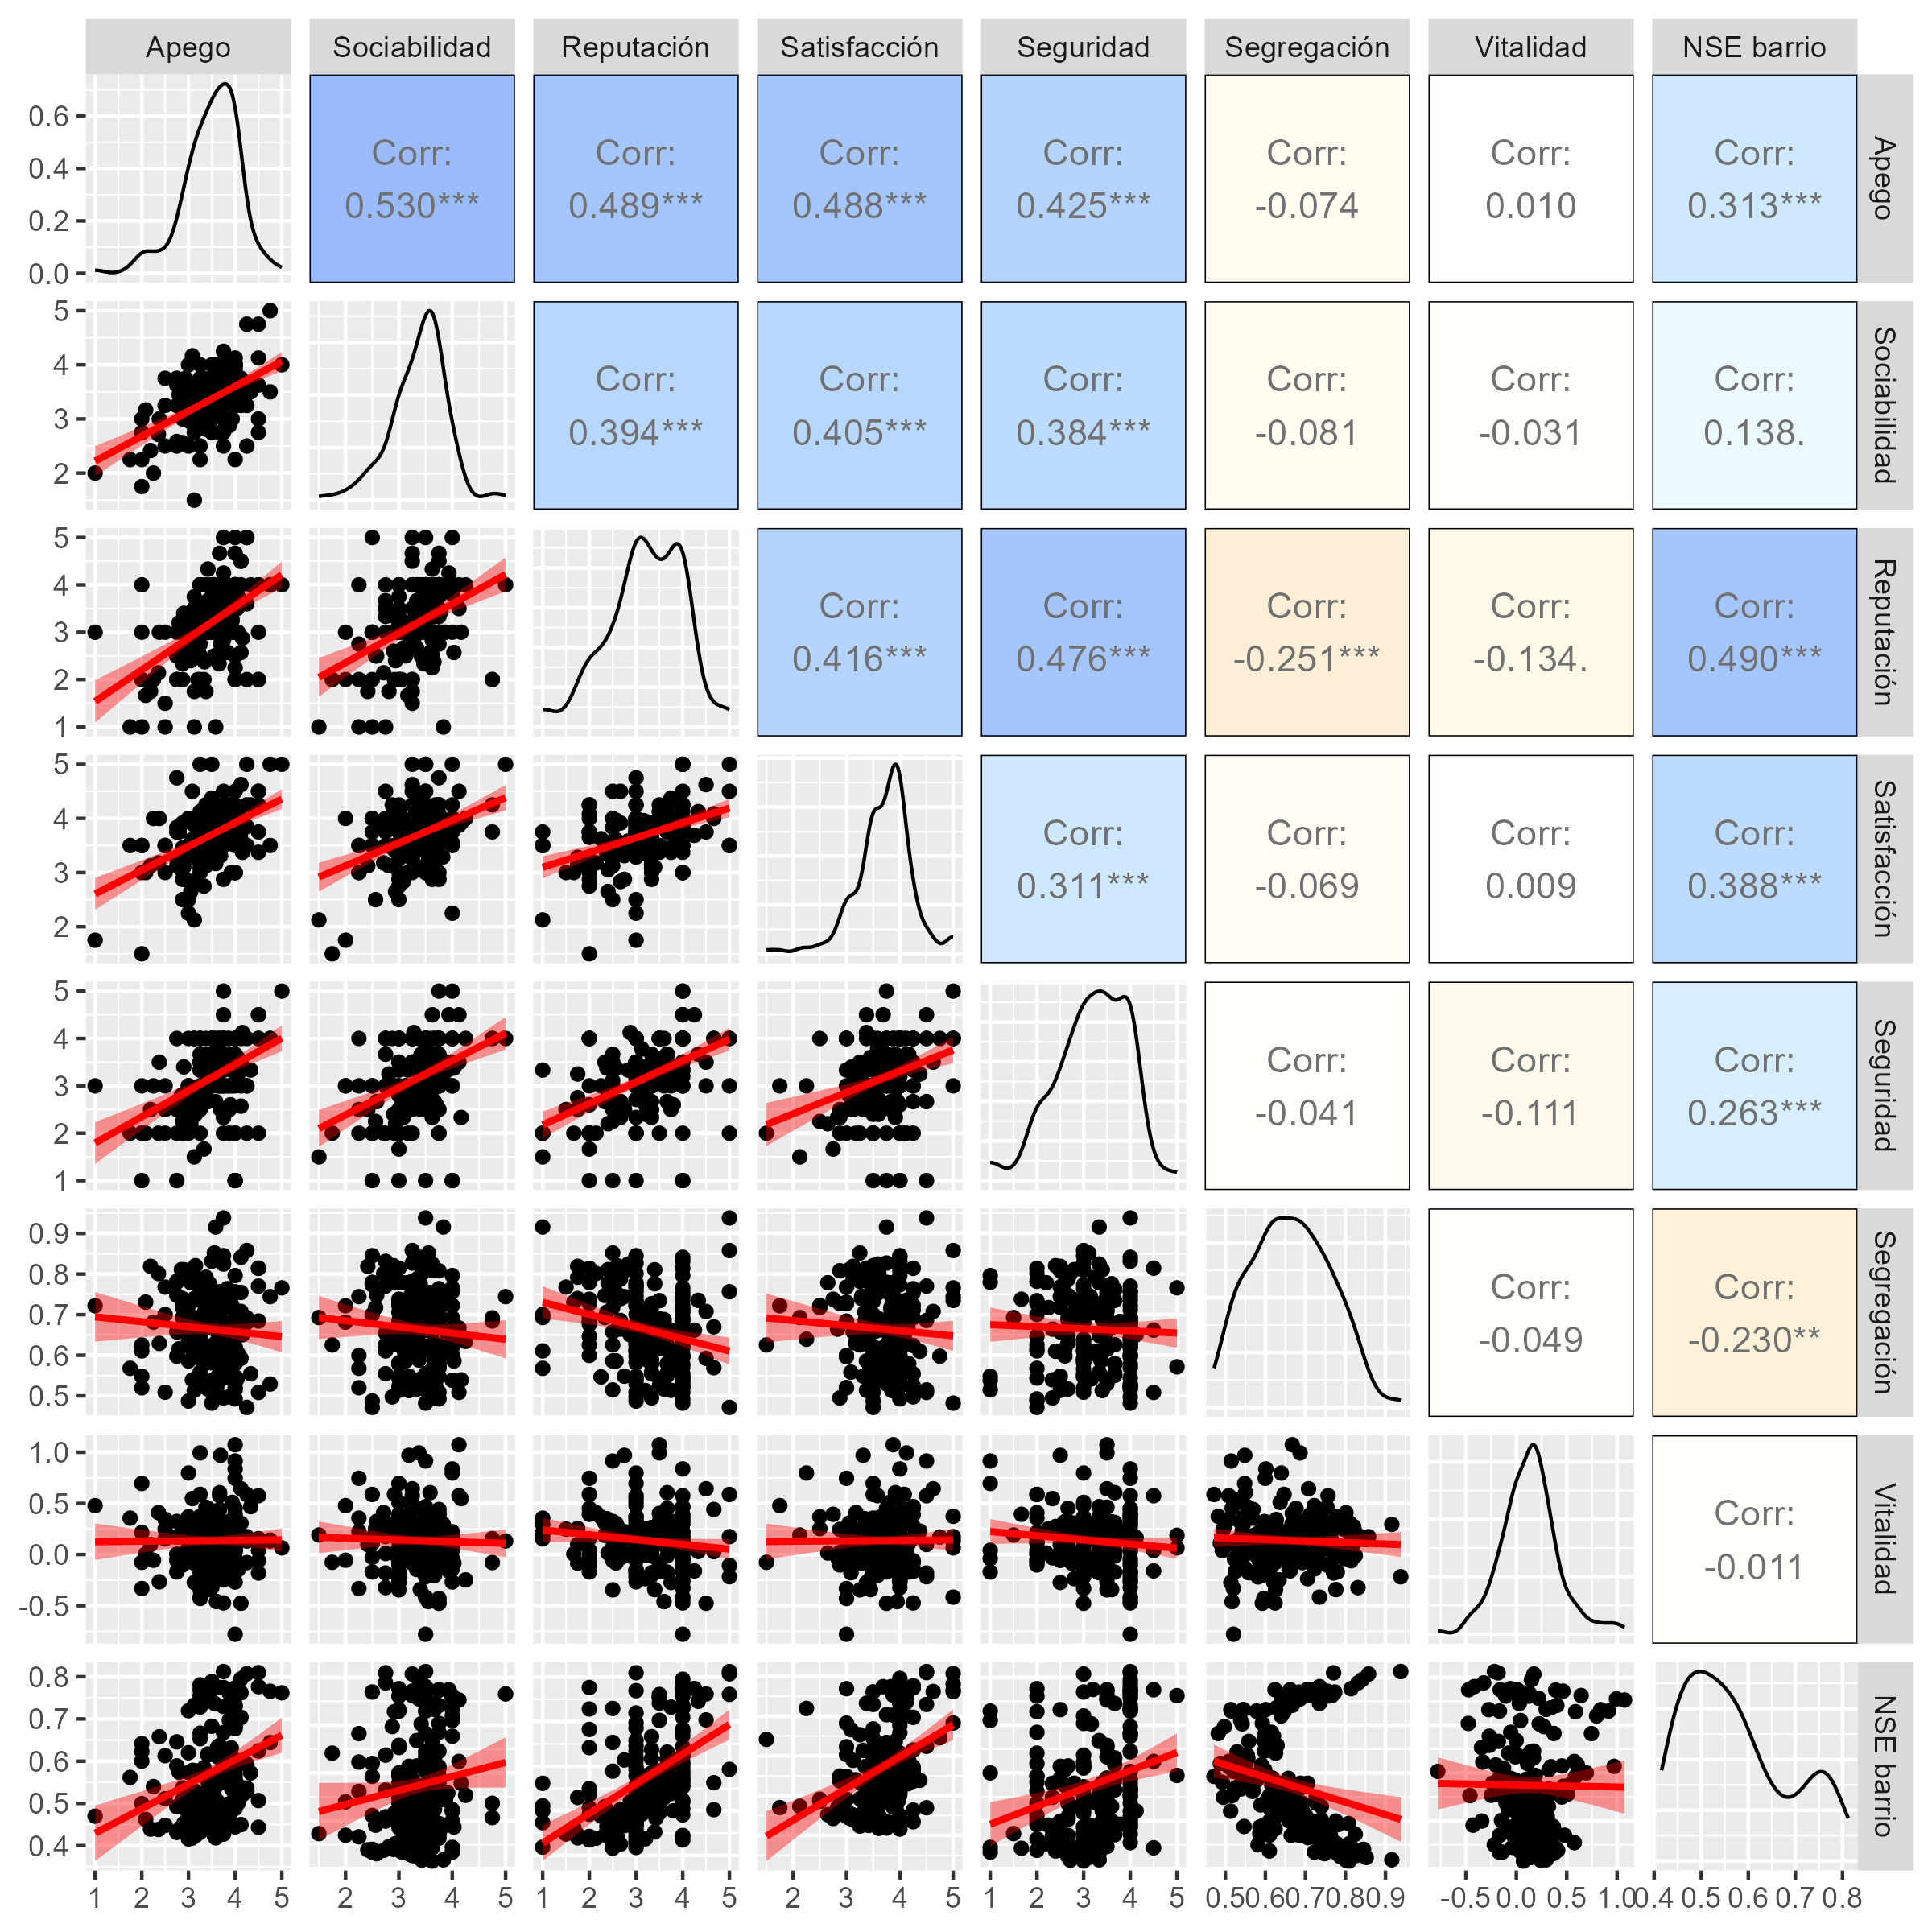 Apego Sociabilidad Reputación Satisfacción Seguridad Segregación Vitalidad NSE barrio
0.6
0.4
0.2
0.0
Corr: Corr: Corr: Corr: Corr: Corr: Corr:
0.530*** 0.489*** 0.488*** 0.425*** -0.074 0.010 0.313***
Apego
5
4
3
2
Corr: Corr: Corr: Corr: Corr: Corr:
0.394*** 0.405*** 0.384*** -0.081 -0.031 0.138.
Sociabilidad
5
4
3
2
1
Corr: Corr: Corr: Corr: Corr:
0.416*** 0.476*** -0.251*** -0.134. 0.490***
Reputación
5
4
3
2
Corr: Corr: Corr: Corr:
0.311*** -0.069 0.009 0.388***
Satisfacción
5
4
3
2
1
Corr: Corr: Corr:
-0.041 -0.111 0.263***
Seguridad
0.9
0.8
0.7
0.6
0.5
Corr: Corr:
-0.049 -0.230**
Segregación
1.0
0.5
0.0
-0.5
Corr:
-0.011
Vitalidad
0.8
0.7
0.6
0.5
0.4
NSE barrio
1 2 3 4 5 2 3 4 5 1 2 3 4 5 2 3 4 5 1 2 3 4 5 0.5 0.6 0.7 0.8 0.9 -0.5 0.0 0.5 1.0 0.4 0.5 0.6 0.7 0.8